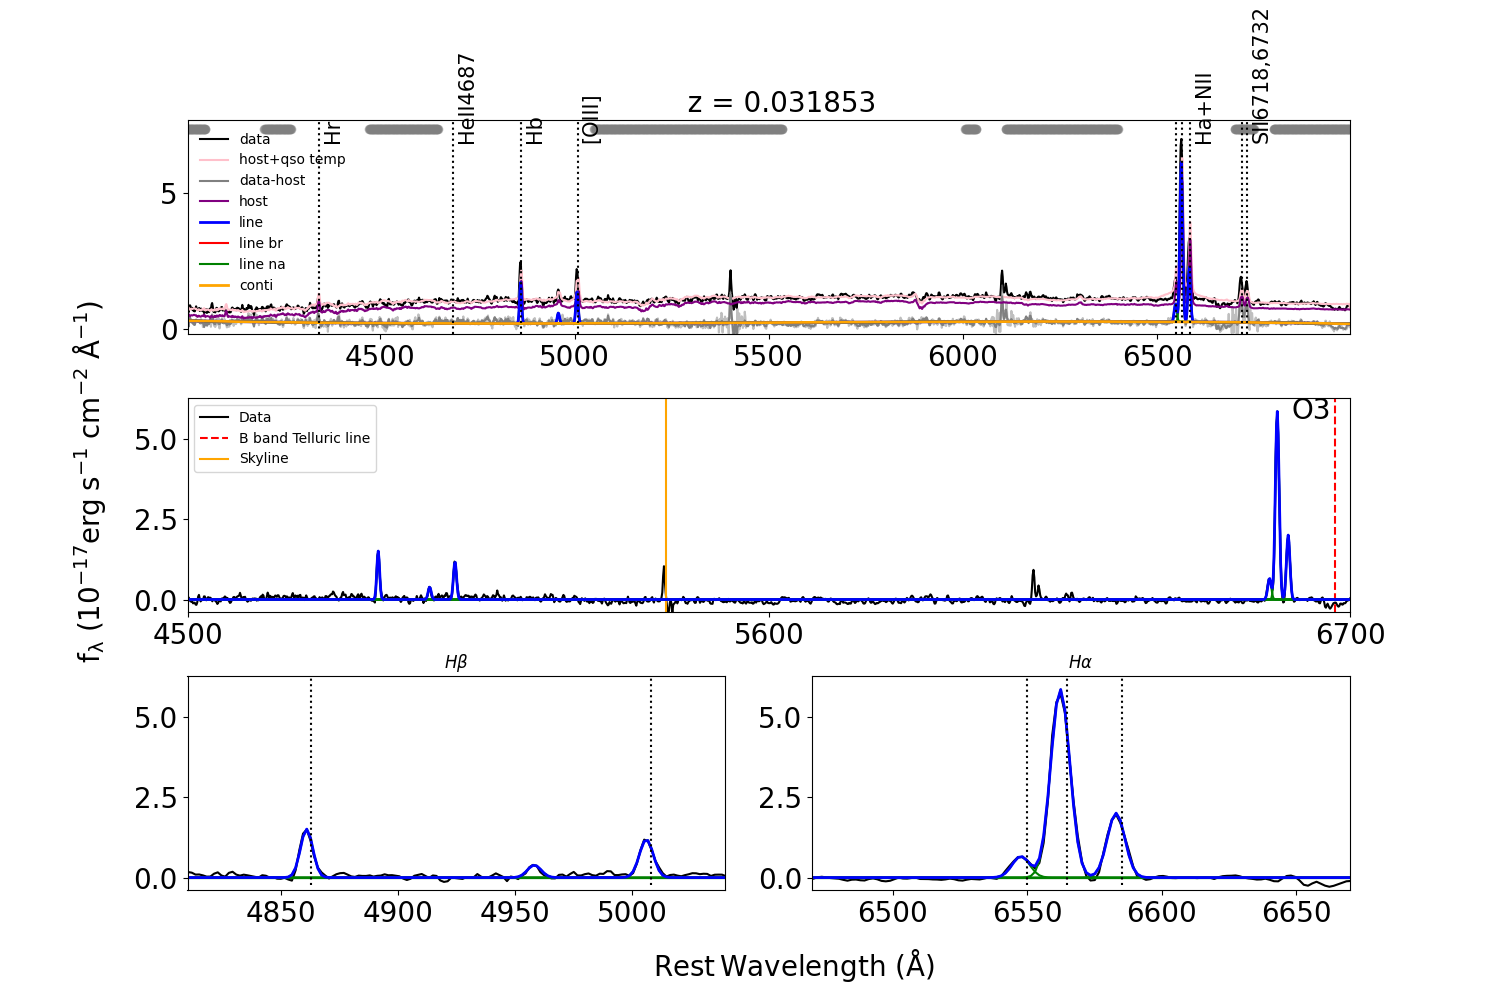 z = 0.031853
Hr
HeII4687
Hb
[OIII]
Ha+NII
SII6718,6732
data
host+qso temp
data-host
host
line
line br
line na
conti
5
0
4500 5000 5500 6000 6500
fλ (10⁻¹⁷erg s⁻¹ cm⁻² Å⁻¹)
Data
B band Telluric line
Skyline
O3
5.0
2.5
0.0
4500 5600 6700
Hβ
5.0
2.5
0.0
4850 4900 4950 5000
Hα
5.0
2.5
0.0
6500 6550 6600 6650
Rest Wavelength (Å)